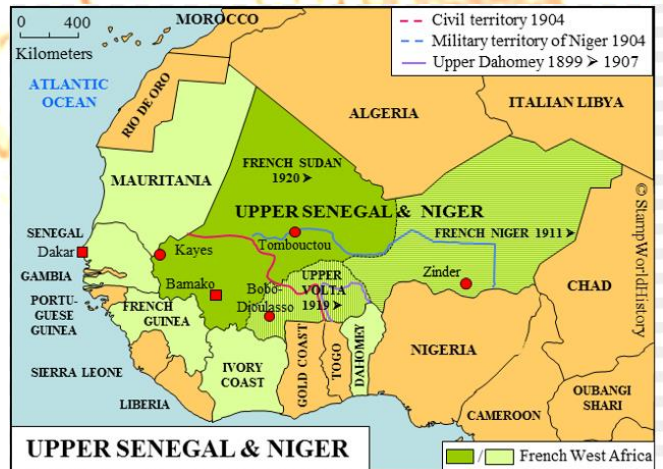 MOROCCO
0 400
Kilometers
Civil territory 1904
Military territory of Niger 1904
Upper Dahomey 1899 ➤ 1907
ATLANTIC
OCEAN
RIO DE ORO
ALGERIA
ITALIAN LIBYA
MAURITANIA
FRENCH SUDAN
1920 ➤
UPPER SENEGAL & NIGER
FRENCH NIGER 1911 ➤
SENEGAL
Dakar
Kayes
Tombouctou
GAMBIA
Bamako
Bobo-
Dioulasso
UPPER
VOLTA
1919 ➤
Zinder
CHAD
PORTU-
GUESE
GUINEA
FRENCH
GUINEA
SIERRA LEONE
LIBERIA
IVORY
COAST
GOLD COAST
TOGO
DAHOMEY
NIGERIA
CAMEROON
OUBANGI
SHARI
© StampWorldHistory
UPPER SENEGAL & NIGER
/ French West Africa